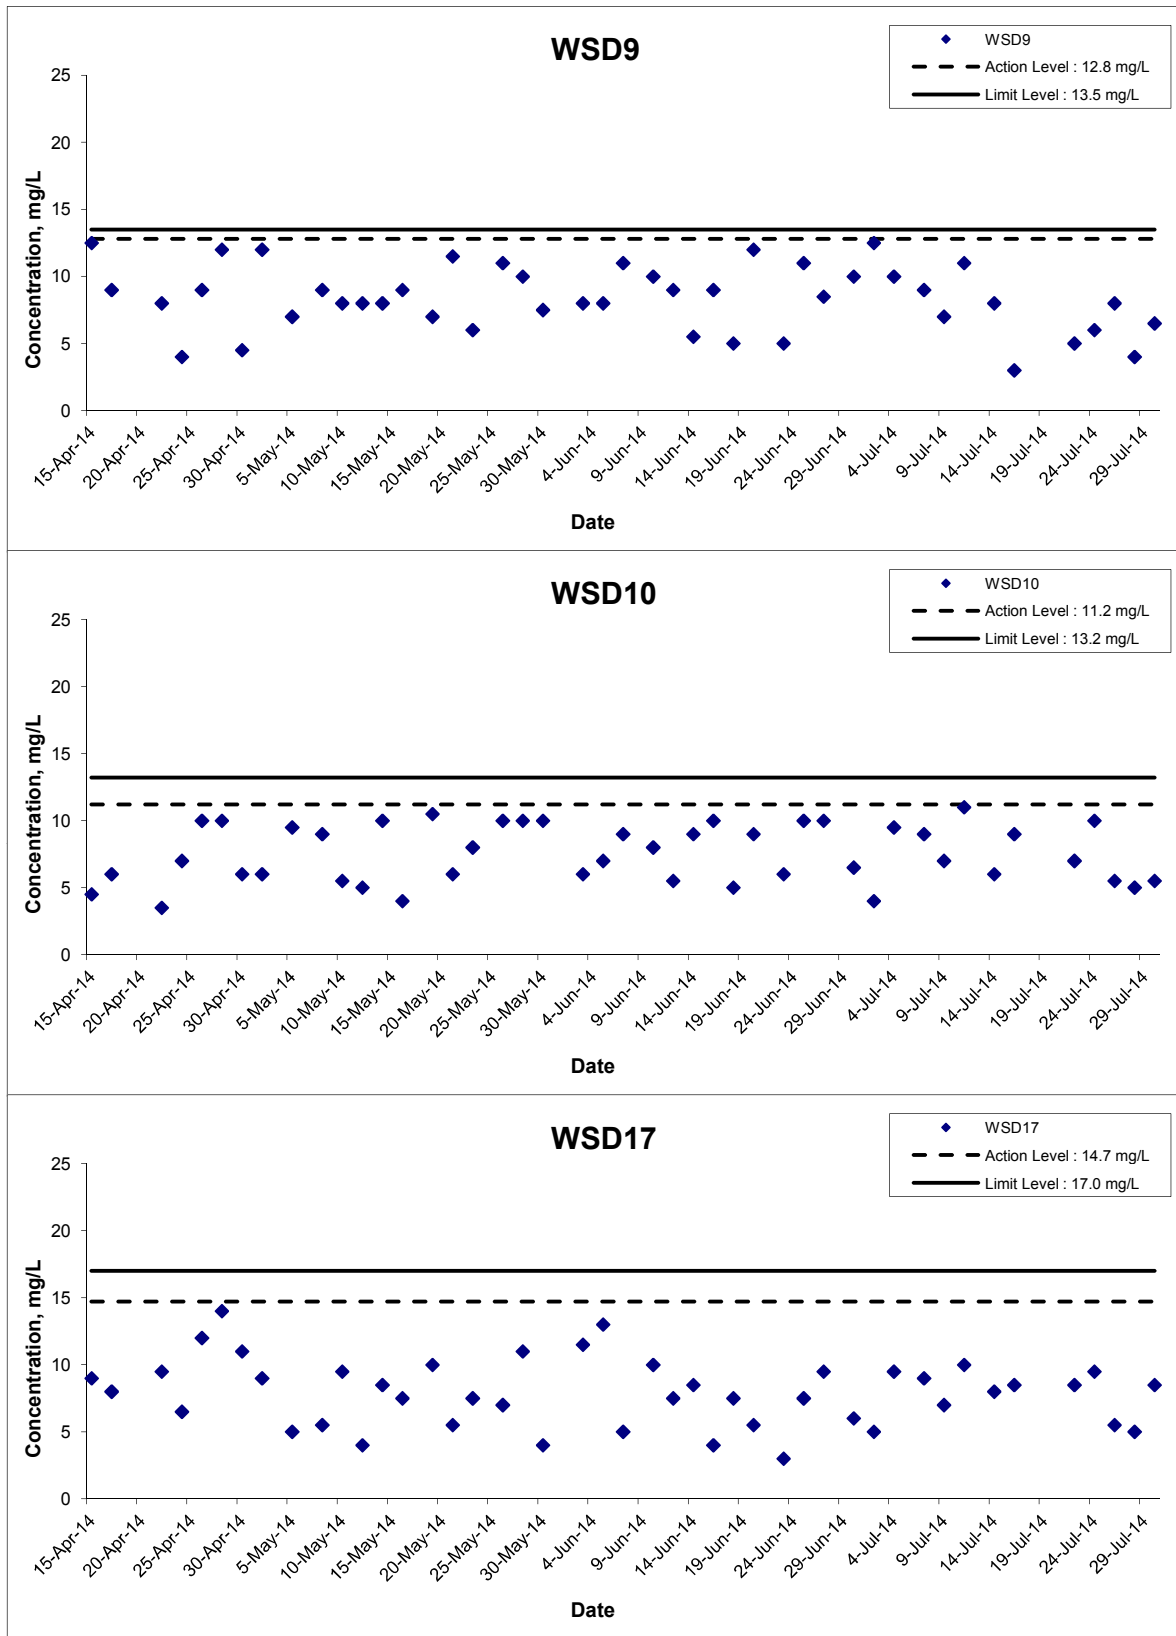 WSD9
WSD9
Action Level : 12.8 mg/L
Limit Level : 13.5 mg/L
Concentration, mg/L
25
20
15
10
5
0
15-Apr-14
20-Apr-14
25-Apr-14
30-Apr-14
5-May-14
10-May-14
15-May-14
20-May-14
25-May-14
30-May-14
4-Jun-14
9-Jun-14
14-Jun-14
19-Jun-14
24-Jun-14
29-Jun-14
4-Jul-14
9-Jul-14
14-Jul-14
19-Jul-14
24-Jul-14
29-Jul-14
Date
WSD10
WSD10
Action Level : 11.2 mg/L
Limit Level : 13.2 mg/L
Concentration, mg/L
25
20
15
10
5
0
15-Apr-14
20-Apr-14
25-Apr-14
30-Apr-14
5-May-14
10-May-14
15-May-14
20-May-14
25-May-14
30-May-14
4-Jun-14
9-Jun-14
14-Jun-14
19-Jun-14
24-Jun-14
29-Jun-14
4-Jul-14
9-Jul-14
14-Jul-14
19-Jul-14
24-Jul-14
29-Jul-14
Date
WSD17
WSD17
Action Level : 14.7 mg/L
Limit Level : 17.0 mg/L
Concentration, mg/L
25
20
15
10
5
0
15-Apr-14
20-Apr-14
25-Apr-14
30-Apr-14
5-May-14
10-May-14
15-May-14
20-May-14
25-May-14
30-May-14
4-Jun-14
9-Jun-14
14-Jun-14
19-Jun-14
24-Jun-14
29-Jun-14
4-Jul-14
9-Jul-14
14-Jul-14
19-Jul-14
24-Jul-14
29-Jul-14
Date